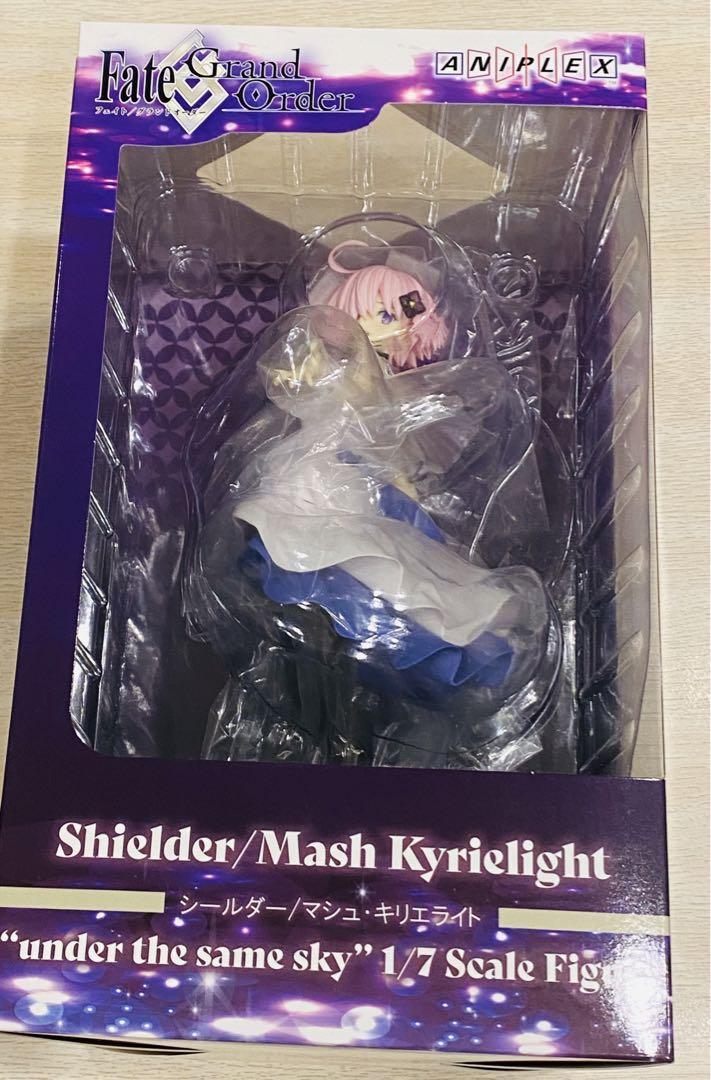 Fate Grand Order
フェイト/グランドオーダー
ANIPLEX
Shielder/Mash Kyrielight
シールダー/マシュ・キリエライト
"under the same sky" 1/7 Scale